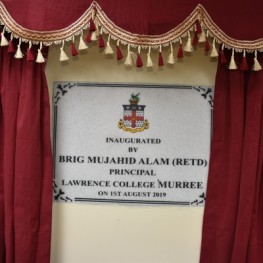 INAUGURATED
BY
BRIG MUJAHID ALAM (RETD)
PRINCIPAL
LAWRENCE COLLEGE MURREE
ON 1ST AUGUST 2019